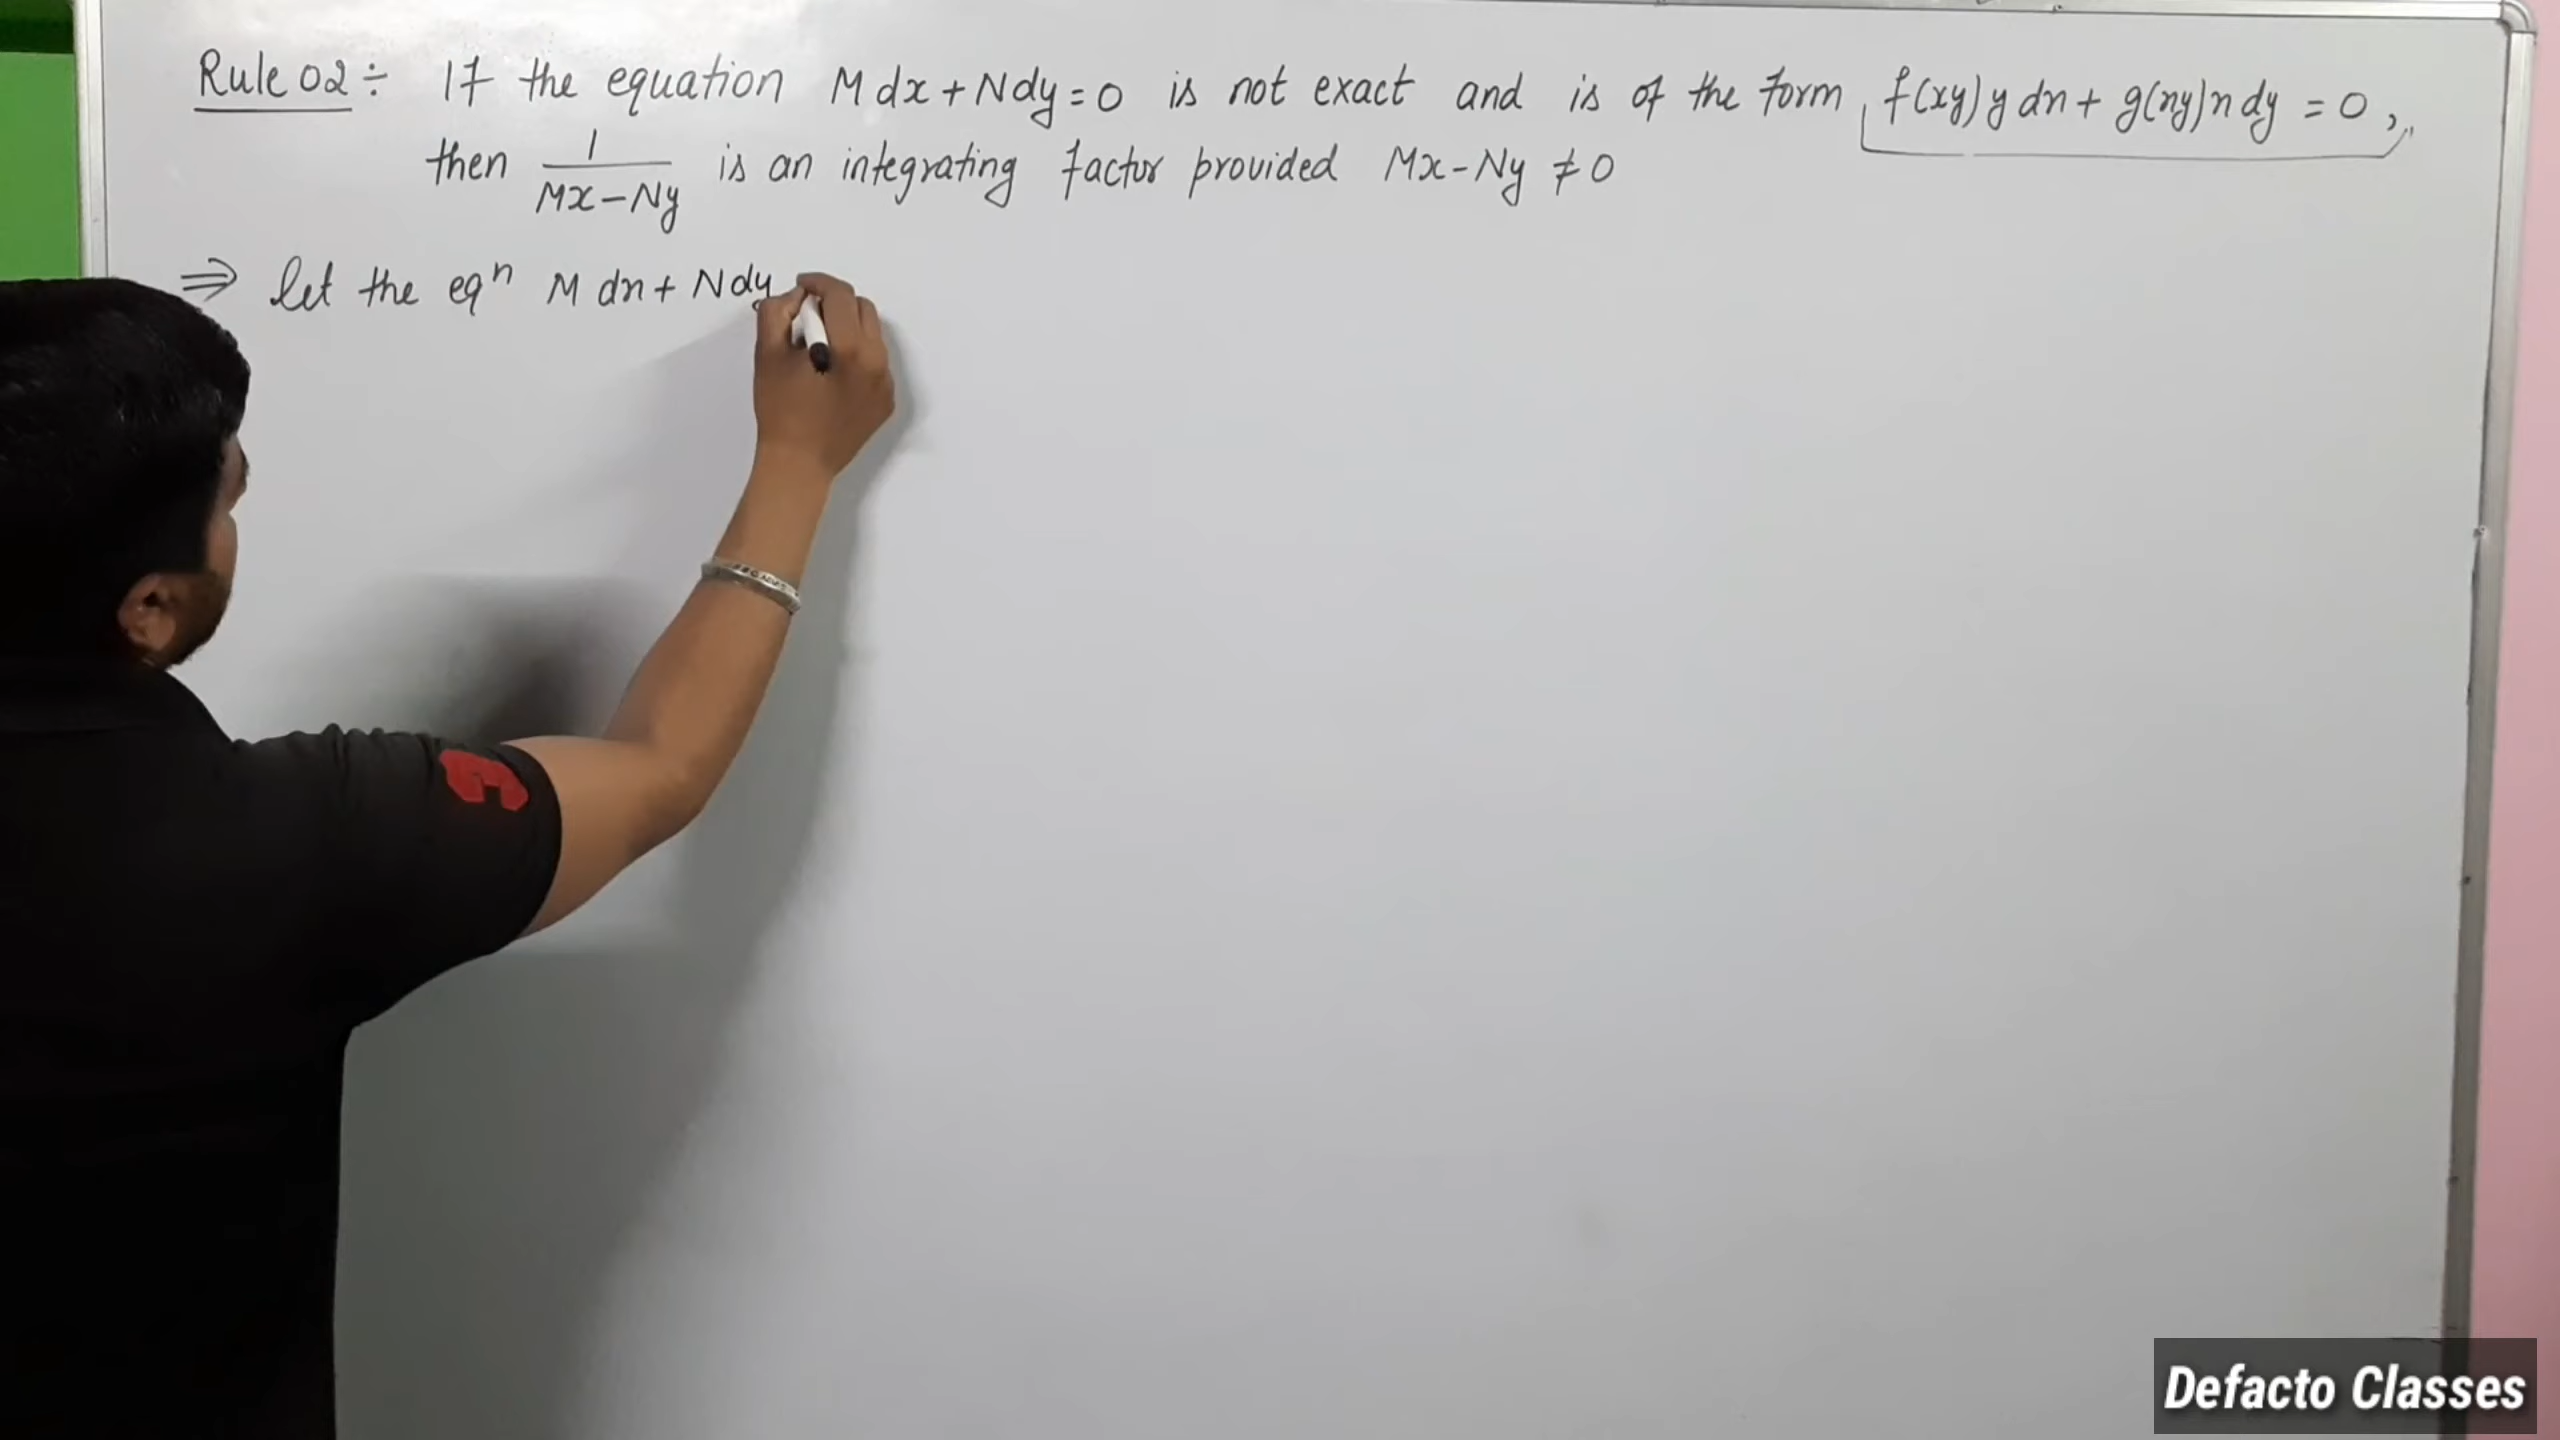 Rule 02 ÷ If the equation M dx + N dy = 0 is not exact and is of the form f(xy) y dx + g(xy) x dy = 0,
then 1/(Mx - Ny) is an integrating factor provided Mx - Ny ≠ 0
⇒ let the eqⁿ M dx + N dy
Defacto Classes